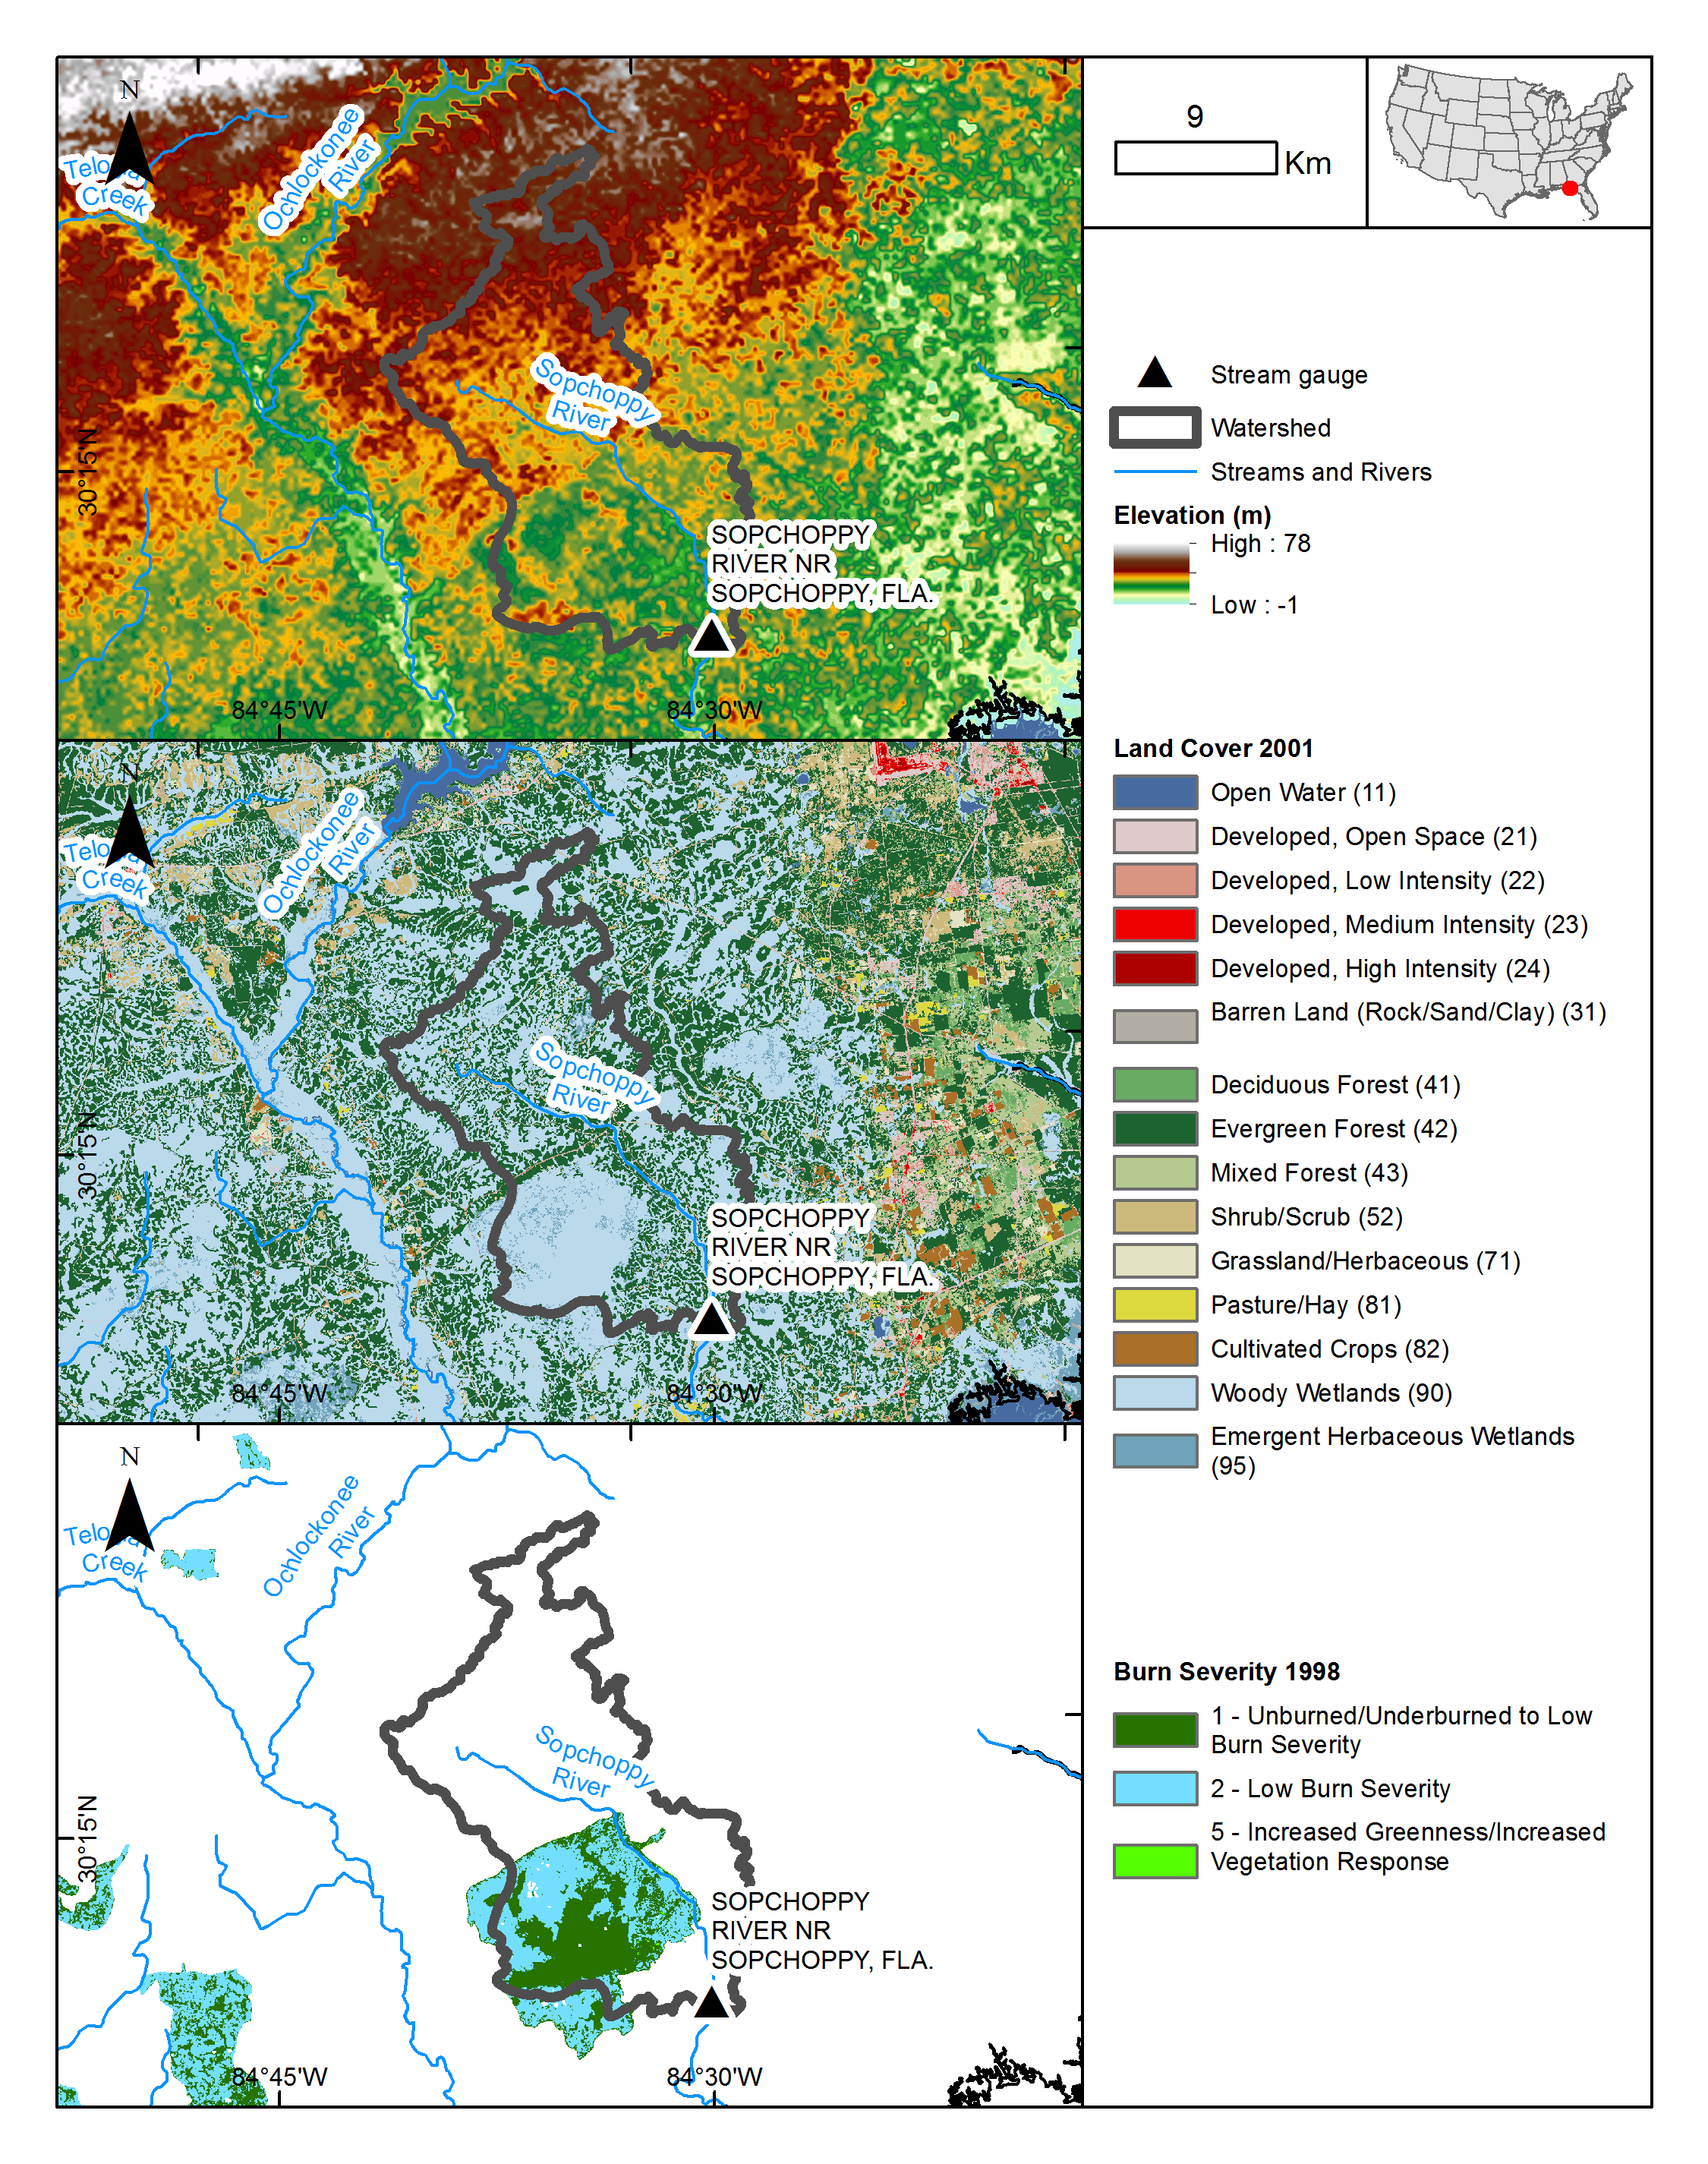 N
Ochlockonee
River
Creek
Sopchoppy
River
30°15'N
SOPCHOPPY
RIVER NR
SOPCHOPPY, FLA.
84°45'W
84°30'W
N
Ochlockonee
River
Creek
Sopchoppy
River
30°15'N
SOPCHOPPY
RIVER NR
SOPCHOPPY, FLA.
84°45'W
84°30'W
N
Ochlockonee
River
Creek
Sopchoppy
River
30°15'N
SOPCHOPPY
RIVER NR
SOPCHOPPY, FLA.
84°45'W
84°30'W
9
Km
Stream gauge
Watershed
Streams and Rivers
Elevation (m)
High : 78
Low : -1
Land Cover 2001
Open Water (11)
Developed, Open Space (21)
Developed, Low Intensity (22)
Developed, Medium Intensity (23)
Developed, High Intensity (24)
Barren Land (Rock/Sand/Clay) (31)
Deciduous Forest (41)
Evergreen Forest (42)
Mixed Forest (43)
Shrub/Scrub (52)
Grassland/Herbaceous (71)
Pasture/Hay (81)
Cultivated Crops (82)
Woody Wetlands (90)
Emergent Herbaceous Wetlands
(95)
Burn Severity 1998
1 - Unburned/Underburned to Low
Burn Severity
2 - Low Burn Severity
5 - Increased Greenness/Increased
Vegetation Response